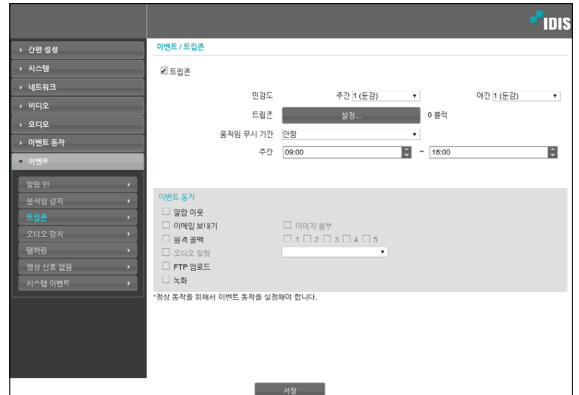 IDIS
간편 설정
시스템
네트워크
비디오
오디오
이벤트 동작
이벤트
알람 인
움직임 감지
트립존
오디오 감지
탬퍼링
영상 신호 없음
시스템 이벤트
이벤트 / 트립존
트립존
민감도 주간 1 (둔감) 야간 1 (둔감)
트립존 설정... 0 블럭
움직임 무시 기간 안함
주간 09:00 ~ 18:00
이벤트 동작
알람 아웃
이메일 보내기 이미지 첨부
원격 콜백 1 2 3 4 5
오디오 알람
FTP 업로드
녹화
*정상 동작을 위해서 이벤트 동작을 설정해야 합니다.
저장